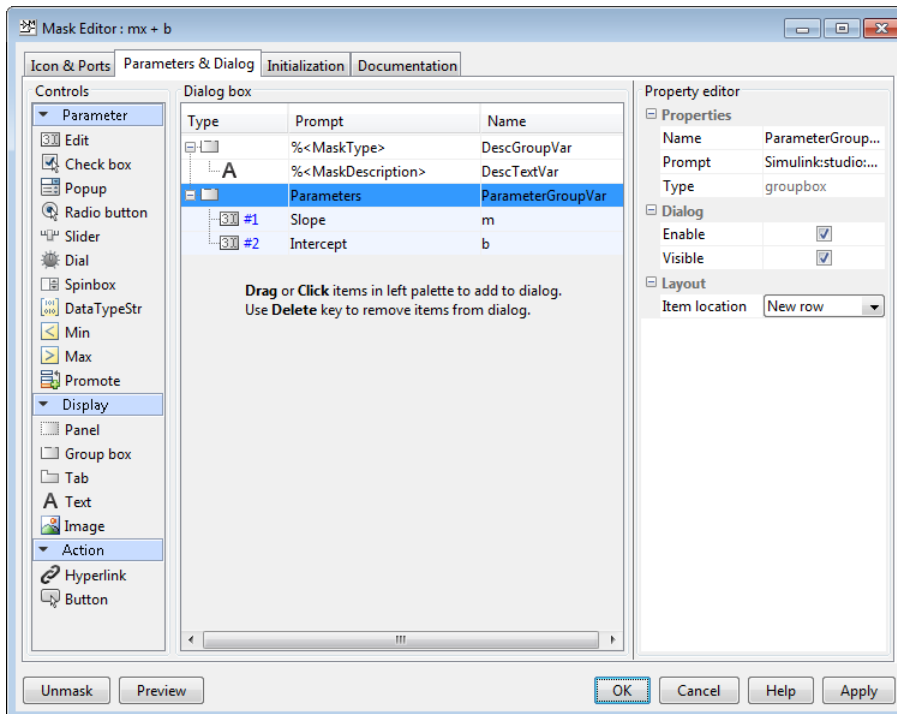 Mask Editor : mx + b
Icon & Ports Parameters & Dialog Initialization Documentation
Controls
Parameter
Edit
Check box
Popup
Radio button
Slider
Dial
Spinbox
DataTypeStr
Min
Max
Promote
Display
Panel
Group box
Tab
Text
Image
Action
Hyperlink
Button
Dialog box
Type Prompt Name
%<MaskType> DescGroupVar
A %<MaskDescription> DescTextVar
Parameters ParameterGroupVar
#1 Slope m
#2 Intercept b
Drag or Click items in left palette to add to dialog.
Use Delete key to remove items from dialog.
Property editor
Properties
Name ParameterGroup...
Prompt Simulink:studio:...
Type groupbox
Dialog
Enable
Visible
Layout
Item location New row
Unmask Preview OK Cancel Help Apply